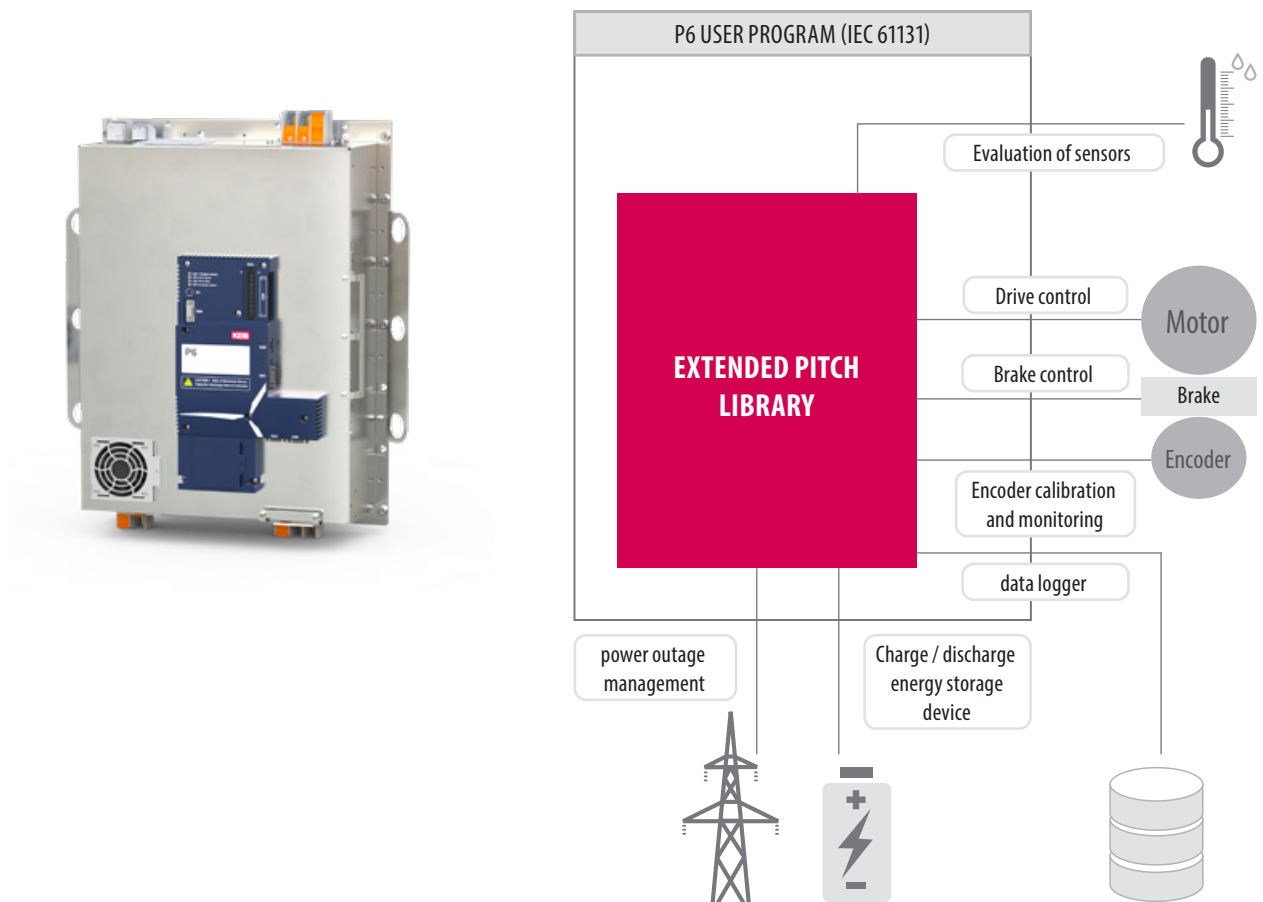 P6 USER PROGRAM (IEC 61131)
Evaluation of sensors
EXTENDED PITCH
LIBRARY
Drive control
Motor
Brake control
Brake
Encoder
Encoder calibration
and monitoring
data logger
power outage
management
Charge / discharge
energy storage
device
KEB
P6